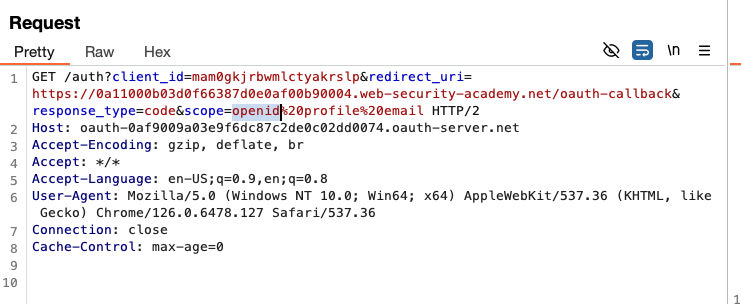 Request
Pretty Raw Hex \n
1 GET /auth?client_id=mam0gkjrbwmlctyakrslp&redirect_uri=
https://0a11000b03d0f66387d0e0af00b90004.web-security-academy.net/oauth-callback&
response_type=code&scope=openid%20profile%20email HTTP/2
2 Host: oauth-0af9009a03e9f6dc87c2de0c02dd0074.oauth-server.net
3 Accept-Encoding: gzip, deflate, br
4 Accept: */*
5 Accept-Language: en-US;q=0.9,en;q=0.8
6 User-Agent: Mozilla/5.0 (Windows NT 10.0; Win64; x64) AppleWebKit/537.36 (KHTML, like
Gecko) Chrome/126.0.6478.127 Safari/537.36
7 Connection: close
8 Cache-Control: max-age=0
9
10
1